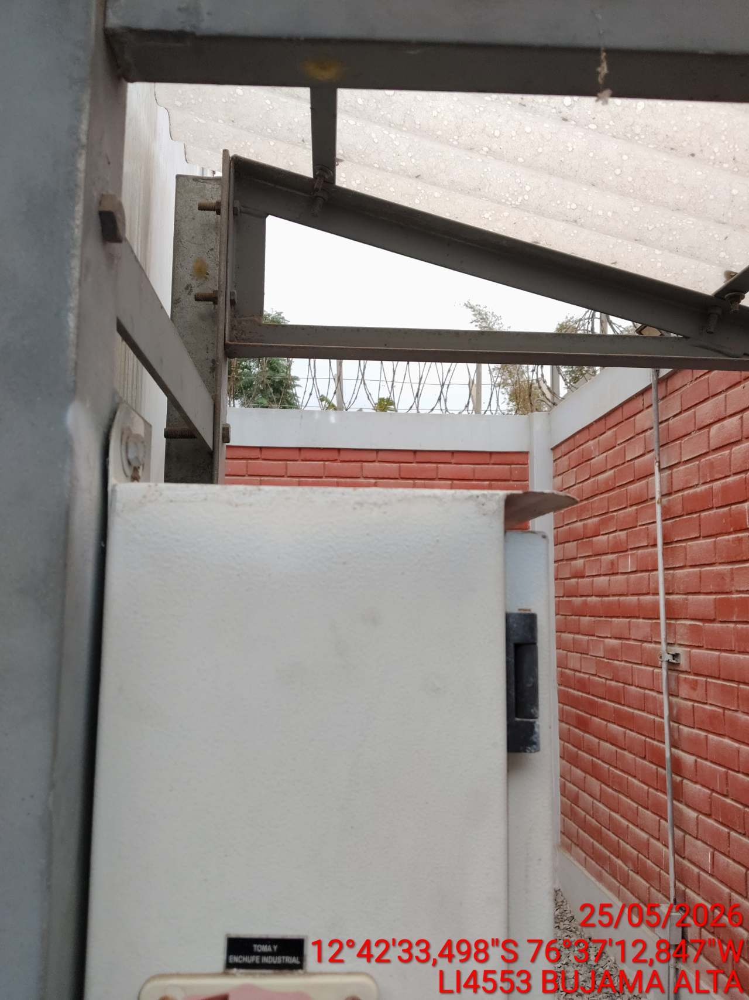 TOMA Y
ENCHUFE INDUSTRIAL
25/05/2026
12°42'33,498"S 76°37'12,847"W
LI4553 BUJAMA ALTA